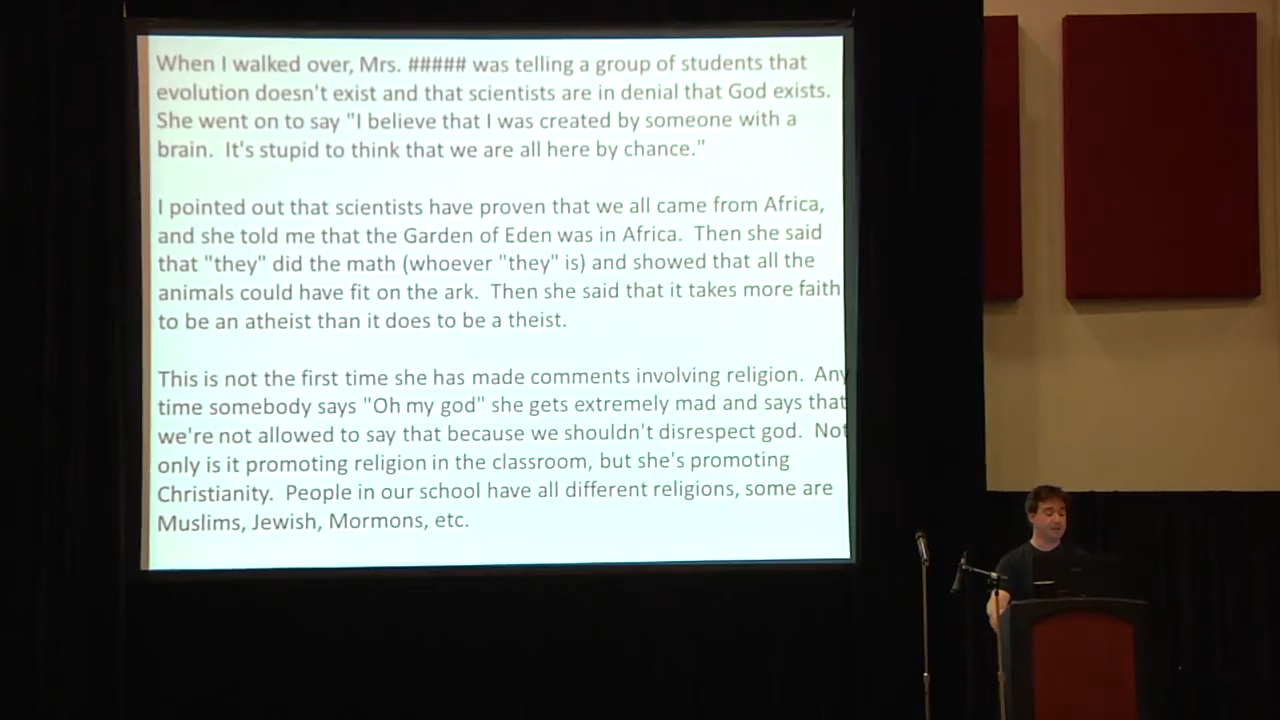 When I walked over, Mrs. ##### was telling a group of students that
evolution doesn't exist and that scientists are in denial that God exists.
She went on to say "I believe that I was created by someone with a
brain.  It's stupid to think that we are all here by chance."
I pointed out that scientists have proven that we all came from Africa,
and she told me that the Garden of Eden was in Africa.  Then she said
that "they" did the math (whoever "they" is) and showed that all the
animals could have fit on the ark.  Then she said that it takes more faith
to be an atheist than it does to be a theist.
This is not the first time she has made comments involving religion.  Any
time somebody says "Oh my god" she gets extremely mad and says that
we're not allowed to say that because we shouldn't disrespect god.  Not
only is it promoting religion in the classroom, but she's promoting
Christianity.  People in our school have all different religions, some are
Muslims, Jewish, Mormons, etc.